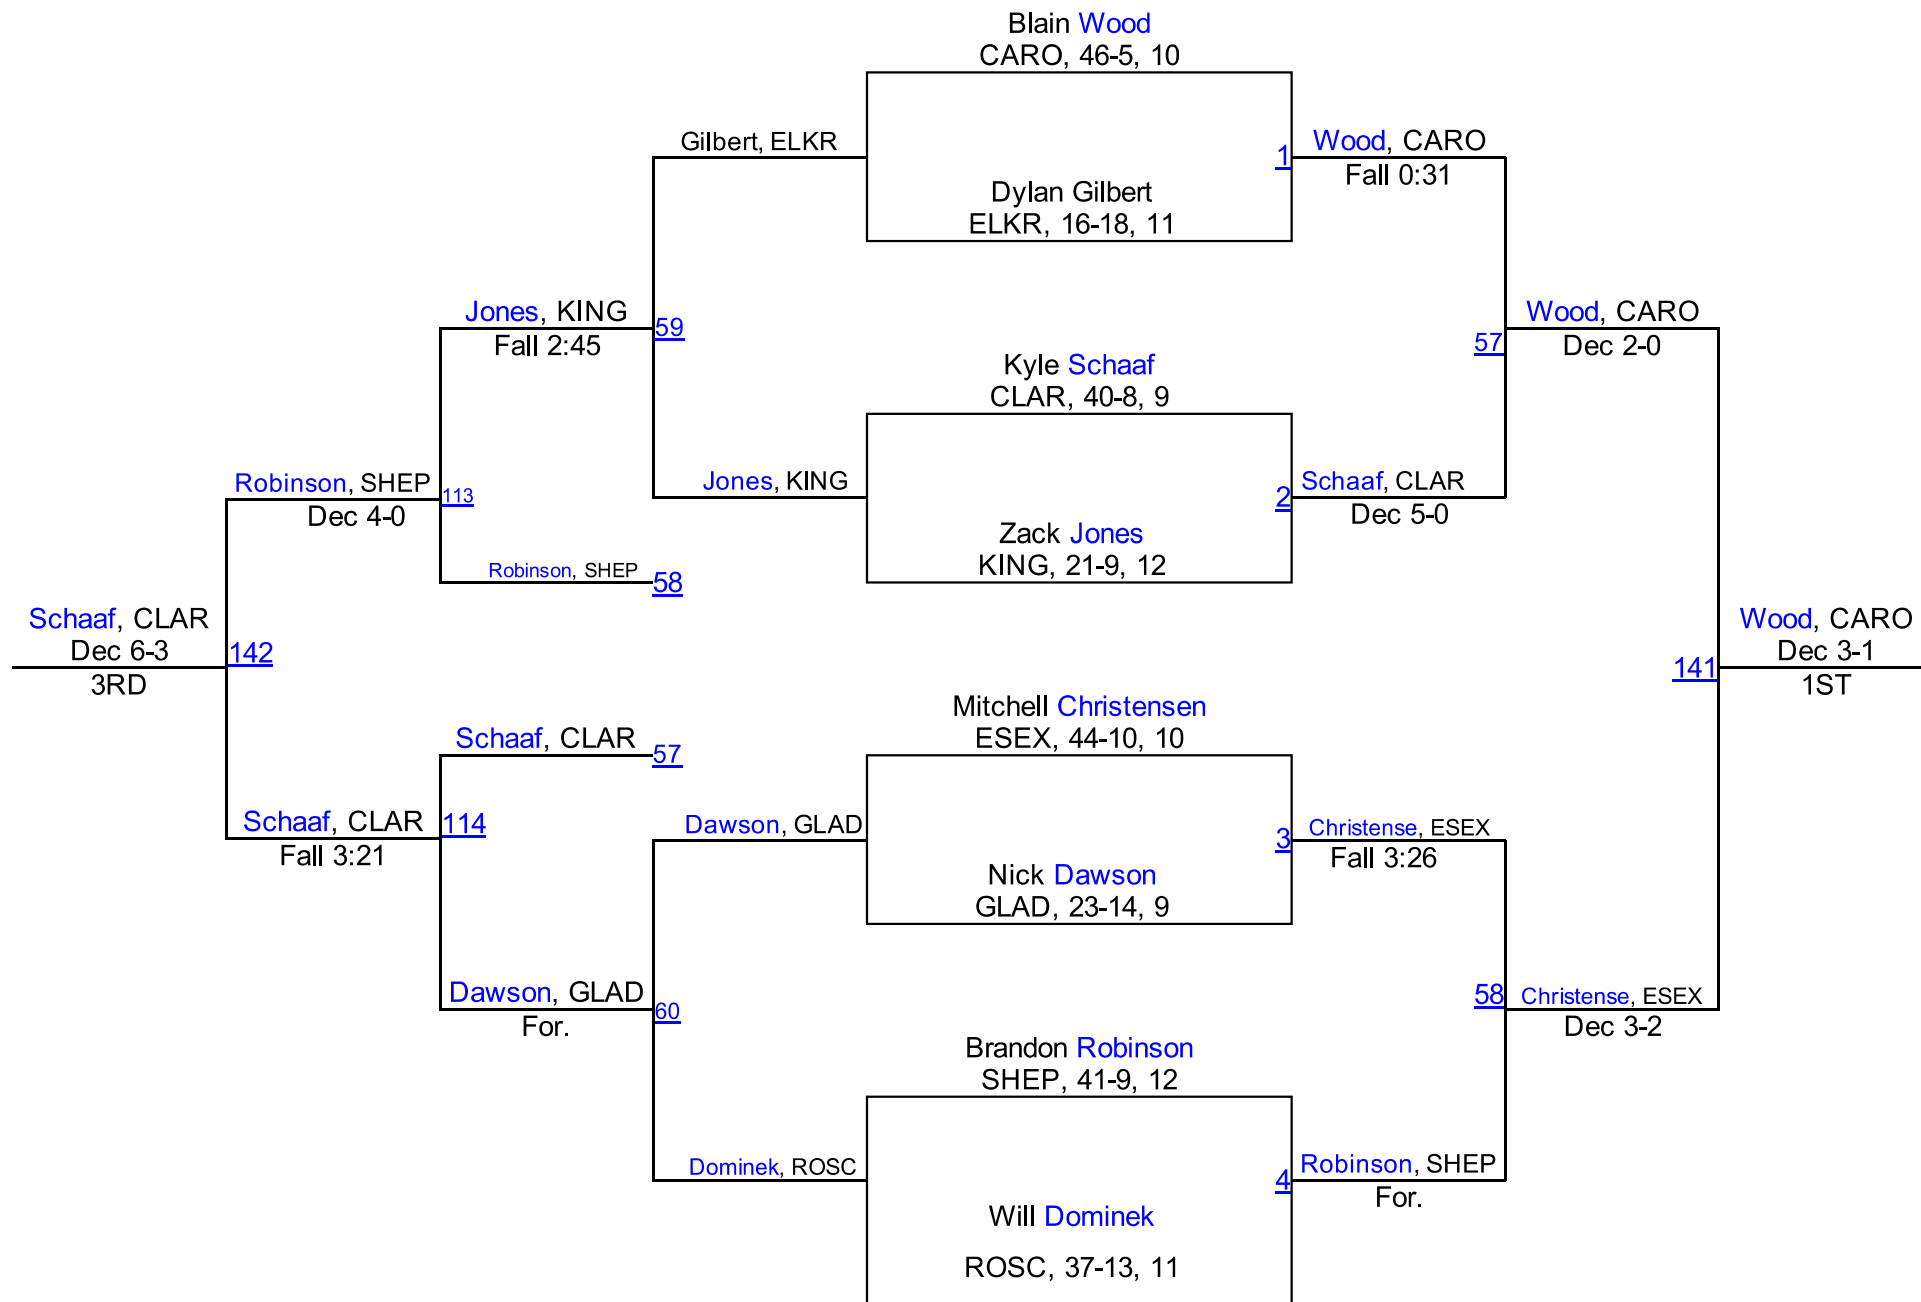 Blain Wood
CARO, 46-5, 10
Gilbert, ELKR
1
Wood, CARO
Fall 0:31
Dylan Gilbert
ELKR, 16-18, 11
Jones, KING
Fall 2:45
59
Wood, CARO
Dec 2-0
57
Kyle Schaaf
CLAR, 40-8, 9
Robinson, SHEP
Dec 4-0
113
Jones, KING
2
Schaaf, CLAR
Dec 5-0
Zack Jones
KING, 21-9, 12
Robinson, SHEP
58
Schaaf, CLAR
Dec 6-3
3RD
142
141
Wood, CARO
Dec 3-1
1ST
Mitchell Christensen
ESEX, 44-10, 10
Schaaf, CLAR
57
Schaaf, CLAR
Fall 3:21
114
Dawson, GLAD
3
Christense, ESEX
Fall 3:26
Nick Dawson
GLAD, 23-14, 9
Dawson, GLAD
For.
60
58
Christense, ESEX
Dec 3-2
Brandon Robinson
SHEP, 41-9, 12
Dominek, ROSC
4
Robinson, SHEP
For.
Will Dominek
ROSC, 37-13, 11